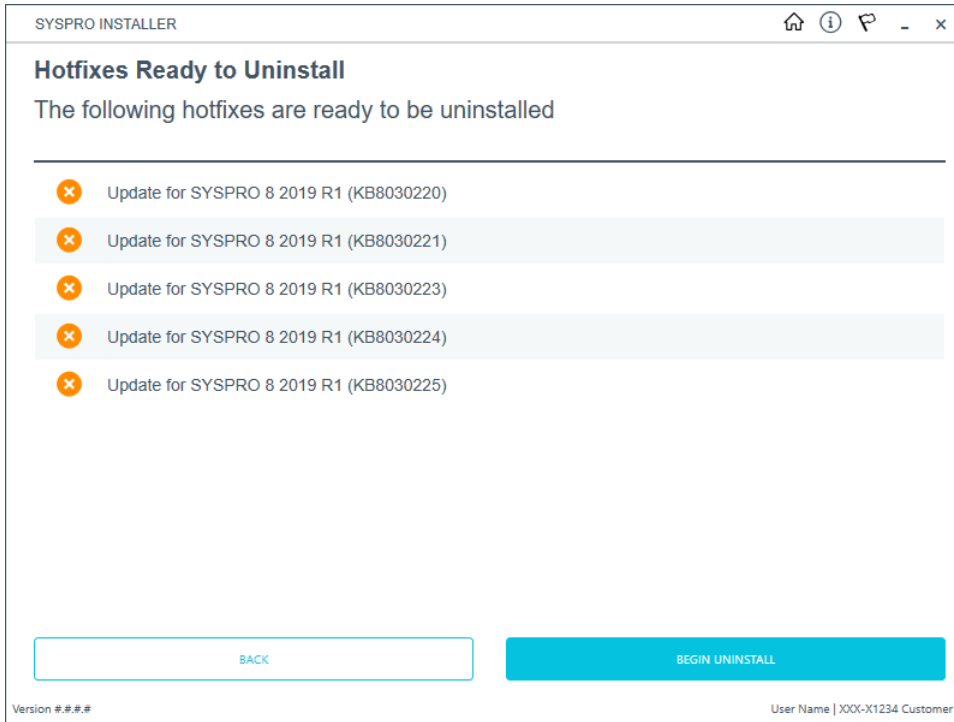 SYSPRO INSTALLER
Hotfixes Ready to Uninstall
The following hotfixes are ready to be uninstalled
Update for SYSPRO 8 2019 R1 (KB8030220)
Update for SYSPRO 8 2019 R1 (KB8030221)
Update for SYSPRO 8 2019 R1 (KB8030223)
Update for SYSPRO 8 2019 R1 (KB8030224)
Update for SYSPRO 8 2019 R1 (KB8030225)
BACK
BEGIN UNINSTALL
Version #.#.#.#
User Name | XXX-X1234 Customer